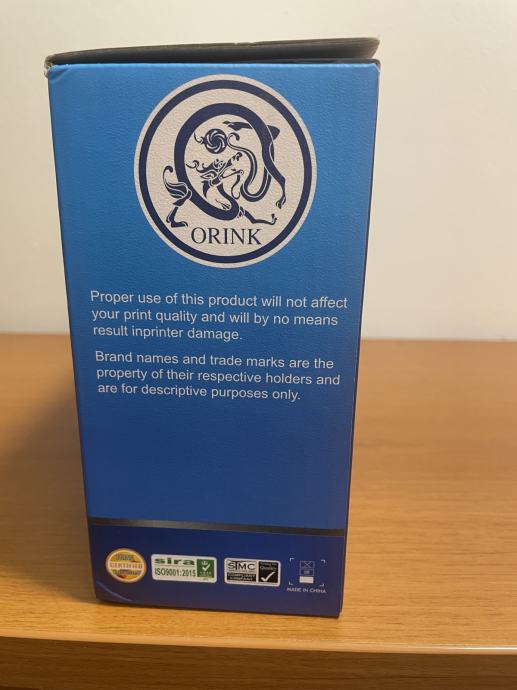 ORINK
Proper use of this product will not affect
your print quality and will by no means
result inprinter damage.
Brand names and trade marks are the
property of their respective holders and
are for descriptive purposes only.
CERTIFIED
sira
ISO9001:2015
STMC
COMPLIANT
COMPANY
MADE IN CHINA